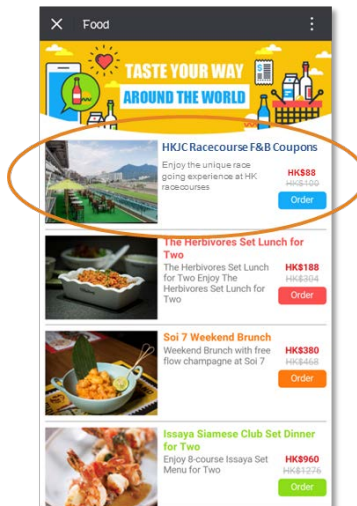 Food
TASTE YOUR WAY
AROUND THE WORLD
HKJC Racecourse F&B Coupons
Enjoy the unique race
going experience at HK
racecourses
HK$88
HK$100
Order
The Herbivores Set Lunch for
Two
The Herbivores Set Lunch
for Two Enjoy The
Herbivores Set Lunch for
Two
HK$188
HK$304
Order
Soi 7 Weekend Brunch
Weekend Brunch with free
flow champagne at Soi 7
HK$380
HK$468
Order
Issaya Siamese Club Set Dinner
for Two
Enjoy 8-course Issaya Set
Menu for Two
HK$960
HK$1276
Order